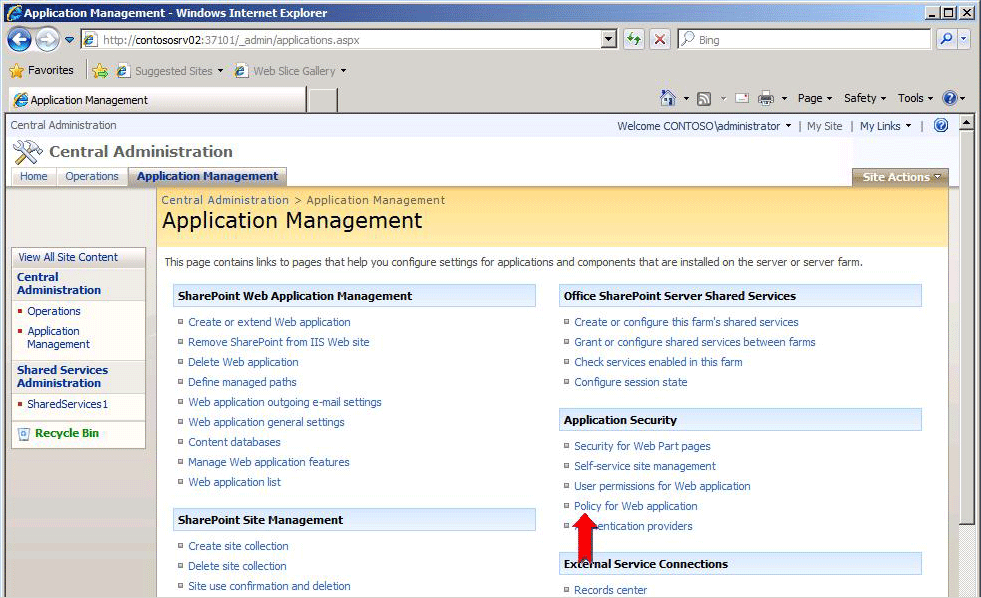 Application Management - Windows Internet Explorer
http://contososrv02:37101/_admin/applications.aspx
Bing
Favorites
Suggested Sites
Web Slice Gallery
Application Management
Page
Safety
Tools
Central Administration
Welcome CONTOSO\administrator
My Site
My Links
Central Administration
Home
Operations
Application Management
Site Actions
Central Administration > Application Management
Application Management
View All Site Content
Central
Administration
Operations
Application
Management
Shared Services
Administration
SharedServices1
Recycle Bin
This page contains links to pages that help you configure settings for applications and components that are installed on the server or server farm.
SharePoint Web Application Management
Create or extend Web application
Remove SharePoint from IIS Web site
Delete Web application
Define managed paths
Web application outgoing e-mail settings
Web application general settings
Content databases
Manage Web application features
Web application list
SharePoint Site Management
Create site collection
Delete site collection
Site use confirmation and deletion
Office SharePoint Server Shared Services
Create or configure this farm's shared services
Grant or configure shared services between farms
Check services enabled in this farm
Configure session state
Application Security
Security for Web Part pages
Self-service site management
User permissions for Web application
Policy for Web application
providers
External Service Connections
Records center